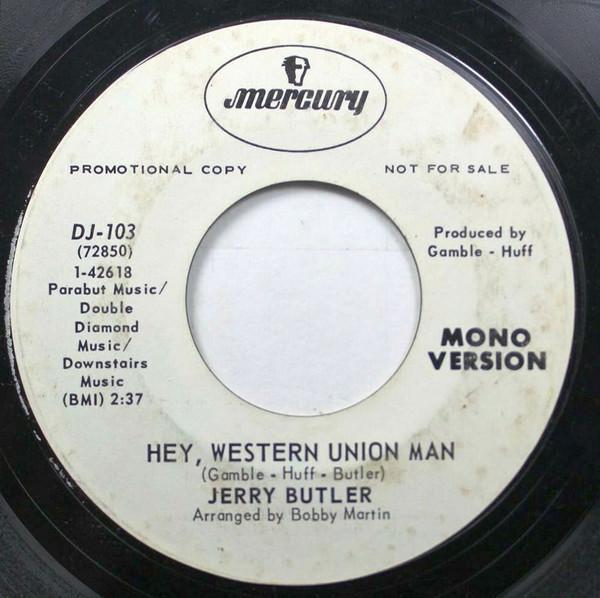 mercury
PROMOTIONAL COPY
NOT FOR SALE
DJ-103
(72850)
1-42618
Parabut Music/
Double
Diamond
Music/
Downstairs
Music
(BMI) 2:37
Produced by
Gamble - Huff
MONO
VERSION
HEY, WESTERN UNION MAN
(Gamble - Huff - Butler)
JERRY BUTLER
Arranged by Bobby Martin